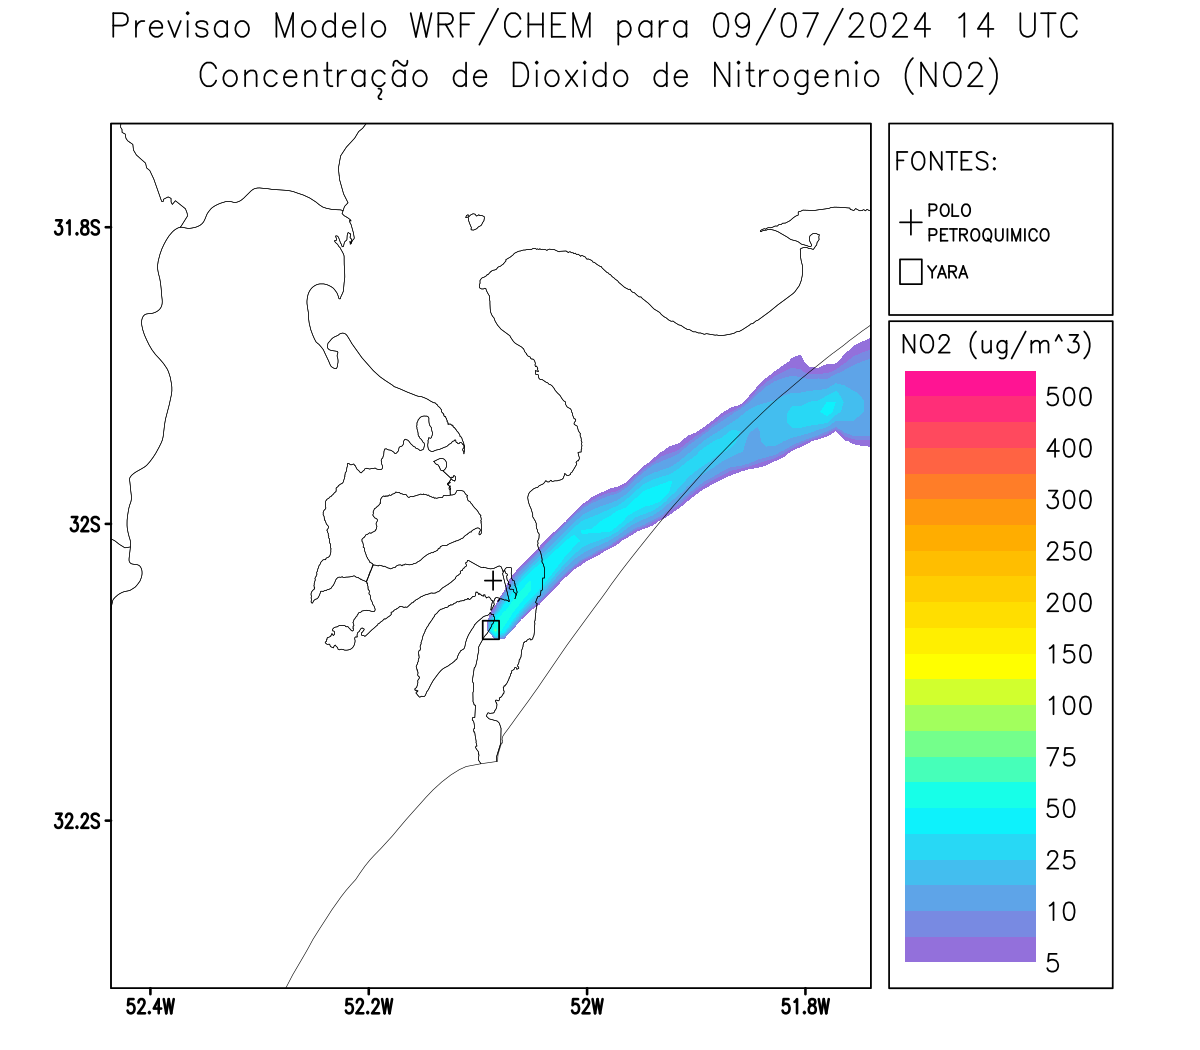 Previsao Modelo WRF/CHEM para 09/07/2024 14 UTC
Concentração de Dioxido de Nitrogenio (NO2)
FONTES:
POLO
PETROQUIMICO
YARA
31.8S
32S
32.2S
52.4W
52.2W
52W
51.8W
NO2 (ug/m^3)
500
400
300
250
200
150
100
75
50
25
10
5